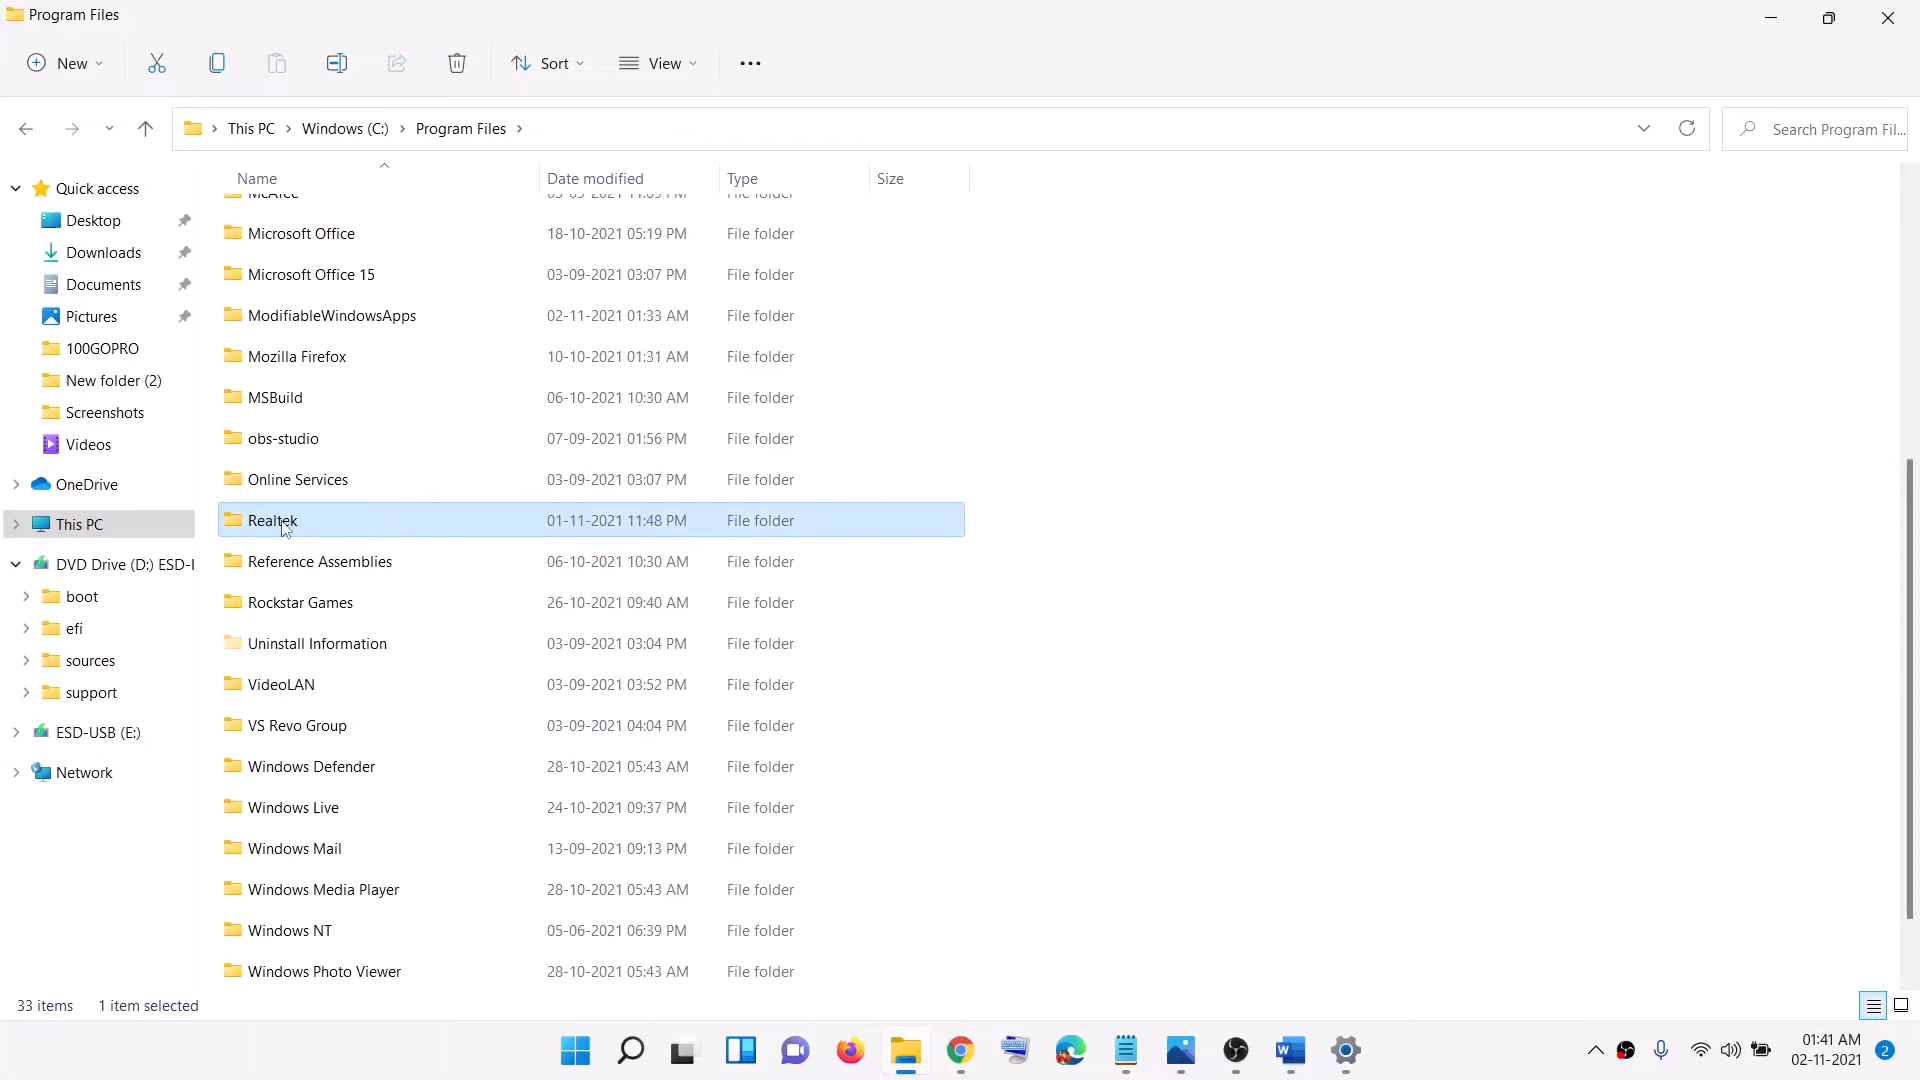 Program Files
New
Sort
View
This PC > Windows (C:) > Program Files >
Search Program Fil...
Name Date modified Type Size
Quick access
Desktop
Downloads
Documents
Pictures
100GOPRO
New folder (2)
Screenshots
Videos
OneDrive
This PC
DVD Drive (D:) ESD-
boot
efi
sources
support
ESD-USB (E:)
Network
McAfee
Microsoft Office 18-10-2021 05:19 PM File folder
Microsoft Office 15 03-09-2021 03:07 PM File folder
ModifiableWindowsApps 02-11-2021 01:33 AM File folder
Mozilla Firefox 10-10-2021 01:31 AM File folder
MSBuild 06-10-2021 10:30 AM File folder
obs-studio 07-09-2021 01:56 PM File folder
Online Services 03-09-2021 03:07 PM File folder
Realtek 01-11-2021 11:48 PM File folder
Reference Assemblies 06-10-2021 10:30 AM File folder
Rockstar Games 26-10-2021 09:40 AM File folder
Uninstall Information 03-09-2021 03:04 PM File folder
VideoLAN 03-09-2021 03:52 PM File folder
VS Revo Group 03-09-2021 04:04 PM File folder
Windows Defender 28-10-2021 05:43 AM File folder
Windows Live 24-10-2021 09:37 PM File folder
Windows Mail 13-09-2021 09:13 PM File folder
Windows Media Player 28-10-2021 05:43 AM File folder
Windows NT 05-06-2021 06:39 PM File folder
Windows Photo Viewer 28-10-2021 05:43 AM File folder
33 items 1 item selected
01:41 AM
02-11-2021
2